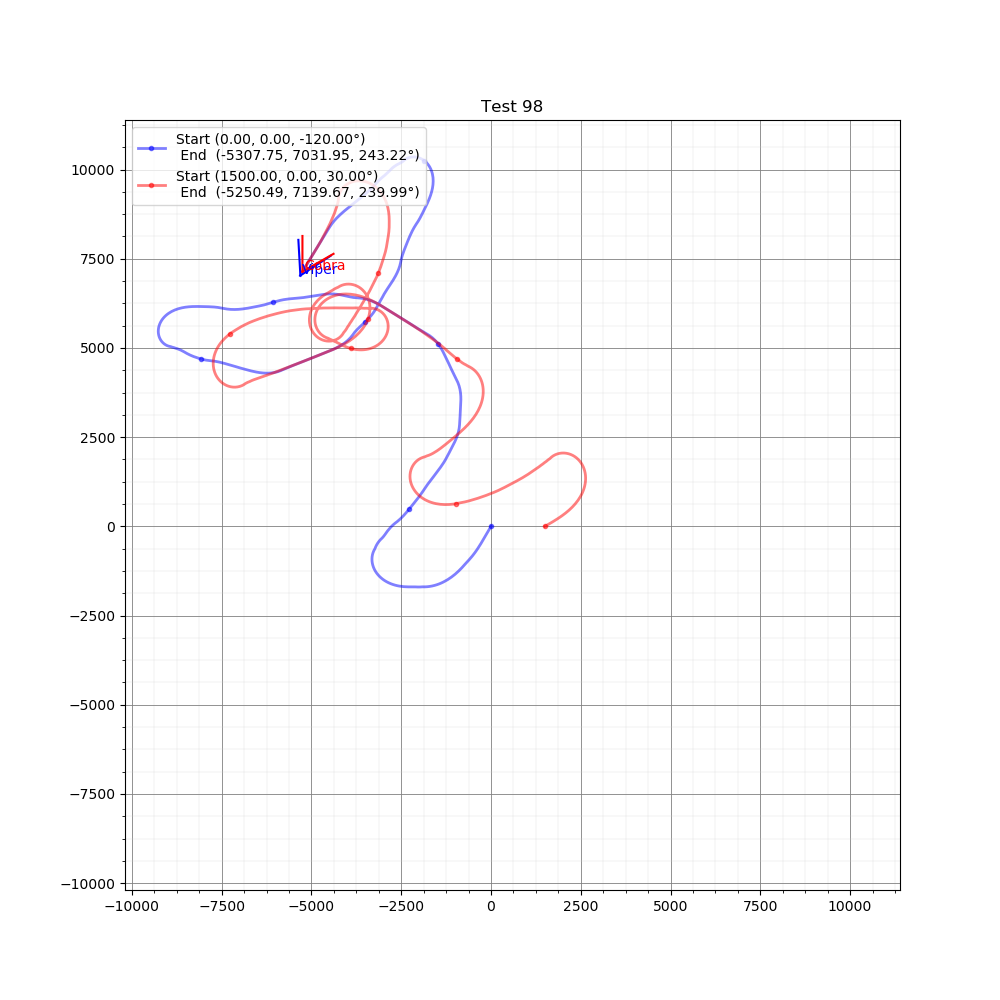 Test 98
Start (0.00, 0.00, -120.00°)
End (-5307.75, 7031.95, 243.22°)
Start (1500.00, 0.00, 30.00°)
End (-5250.49, 7139.67, 239.99°)
10000
7500
5000
2500
0
−2500
−5000
−7500
−10000
−10000 −7500 −5000 −2500 0 2500 5000 7500 10000